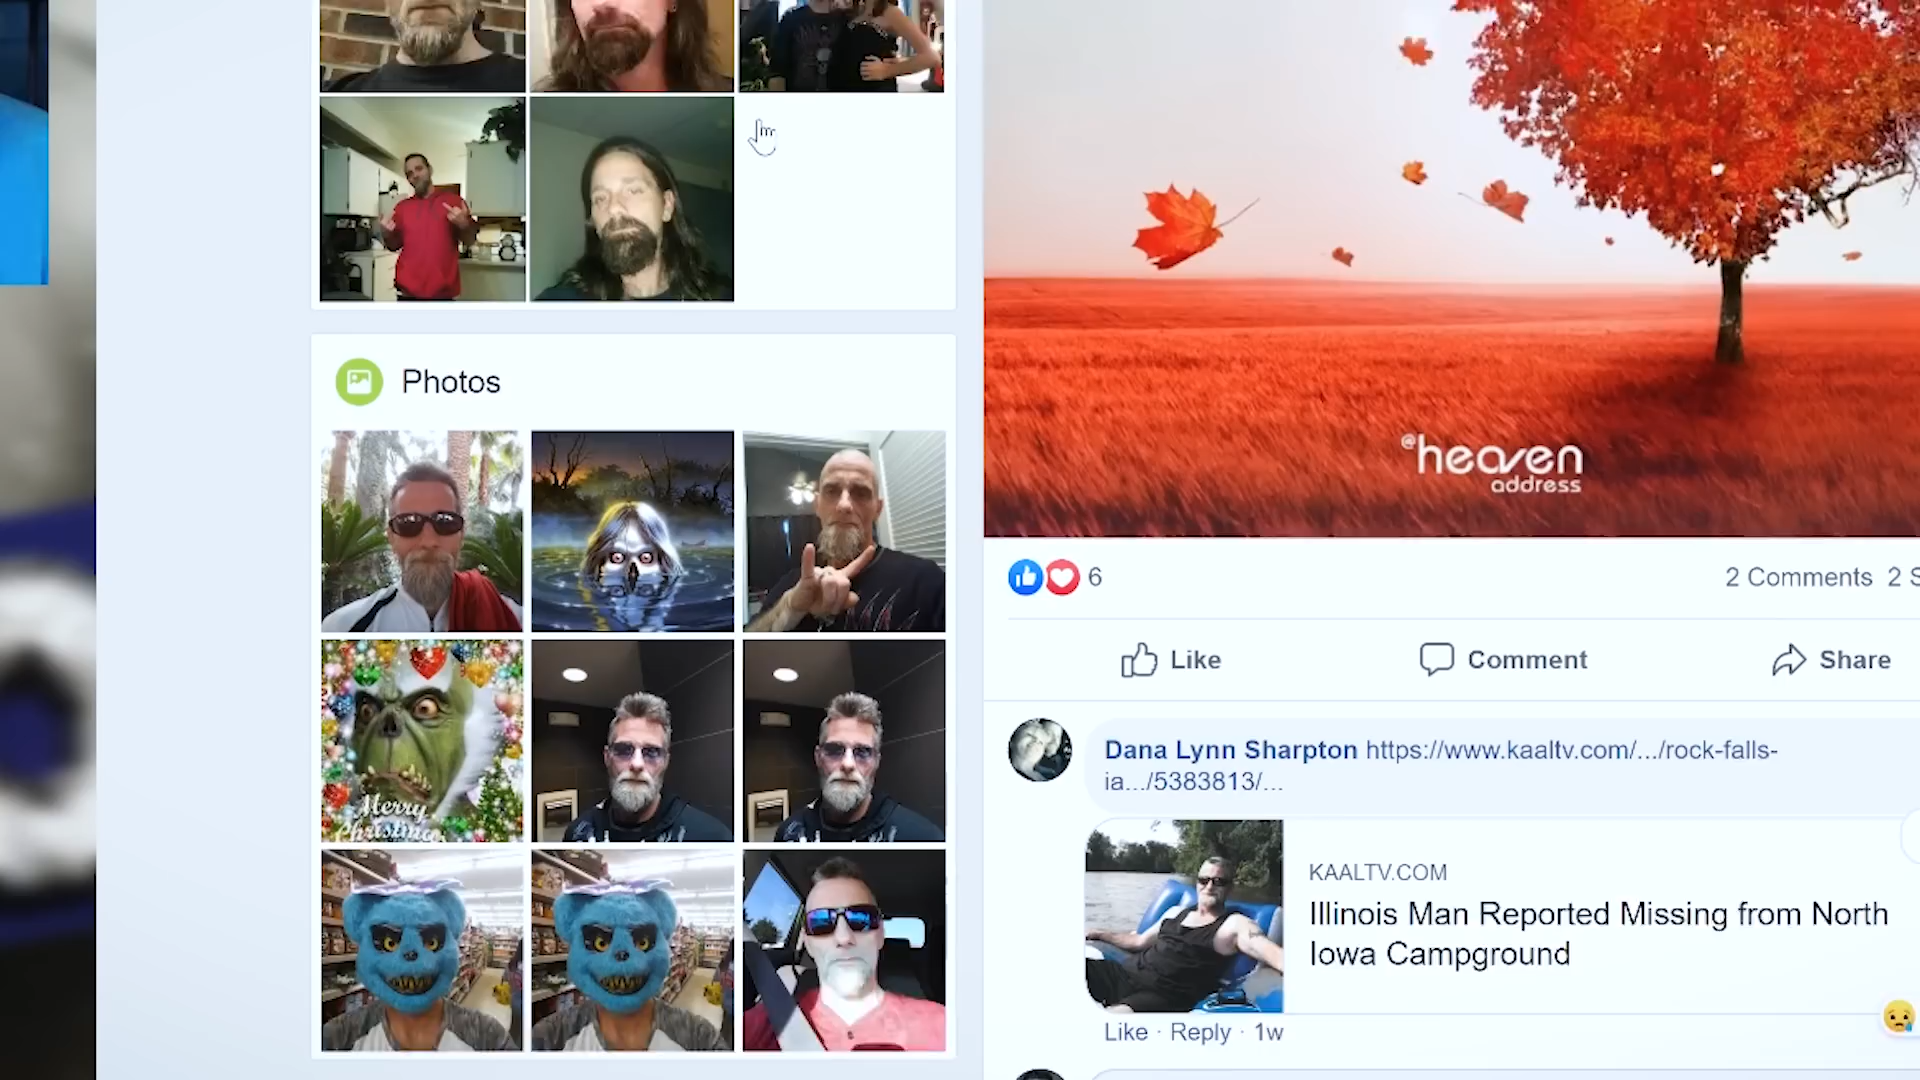 Photos
Merry
Christmas
@heaven
address
6
2 Comments 2 S
Like
Comment
Share
Dana Lynn Sharpton https://www.kaaltv.com/.../rock-falls-
ia.../5383813/...
KAALTV.COM
Illinois Man Reported Missing from North
Iowa Campground
Like · Reply · 1w